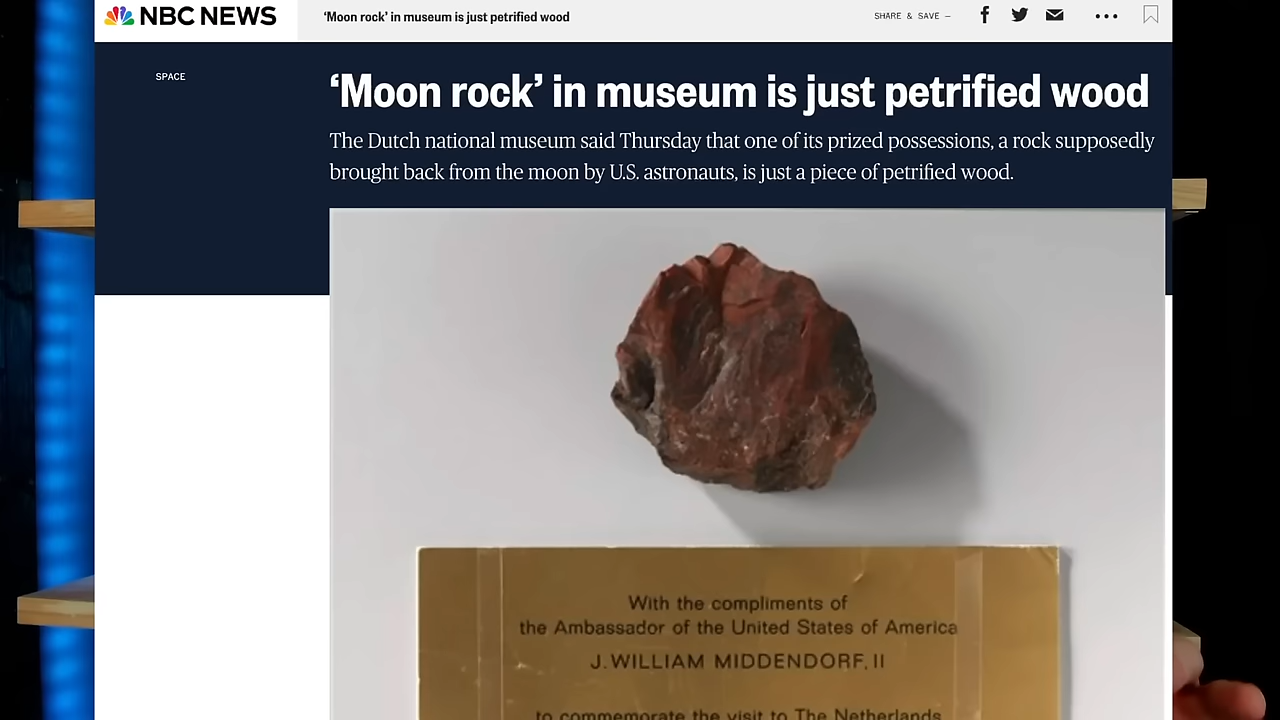 NBC NEWS
‘Moon rock’ in museum is just petrified wood
SHARE & SAVE —
SPACE
‘Moon rock’ in museum is just petrified wood
The Dutch national museum said Thursday that one of its prized possessions, a rock supposedly
brought back from the moon by U.S. astronauts, is just a piece of petrified wood.
With the compliments of
the Ambassador of the United States of America
J. WILLIAM MIDDENDORF, II
to commemorate the visit to The Netherlands